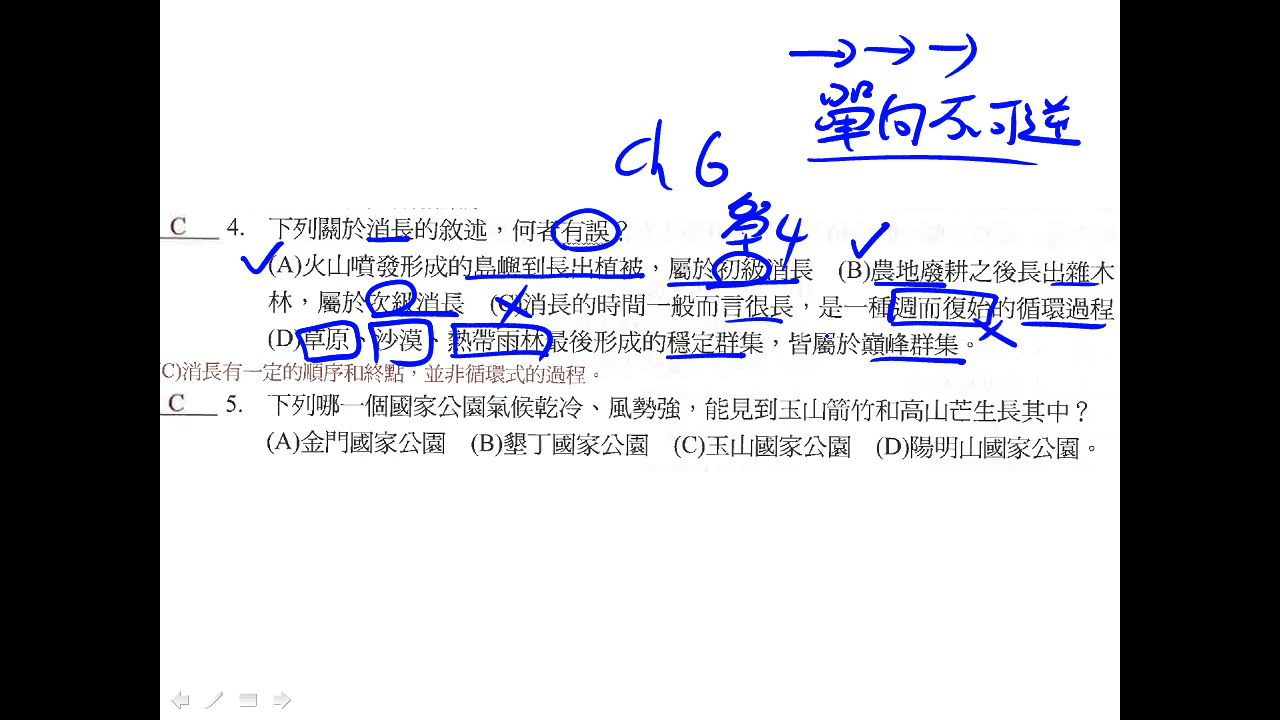 →→→
單向不可逆
ch 6
第4
C 4. 下列關於消長的敘述，何者有誤？
(A)火山噴發形成的島嶼到長出植被，屬於初級消長 (B)農地廢耕之後長出雜木
林，屬於次級消長 (C)消長的時間一般而言很長，是一種週而復始的循環過程
(D)草原、沙漠、熱帶雨林最後形成的穩定群集，皆屬於巔峰群集。
C)消長有一定的順序和終點，並非循環式的過程。
C 5. 下列哪一個國家公園氣候乾冷、風勢強，能見到玉山箭竹和高山芒生長其中？
(A)金門國家公園 (B)墾丁國家公園 (C)玉山國家公園 (D)陽明山國家公園。